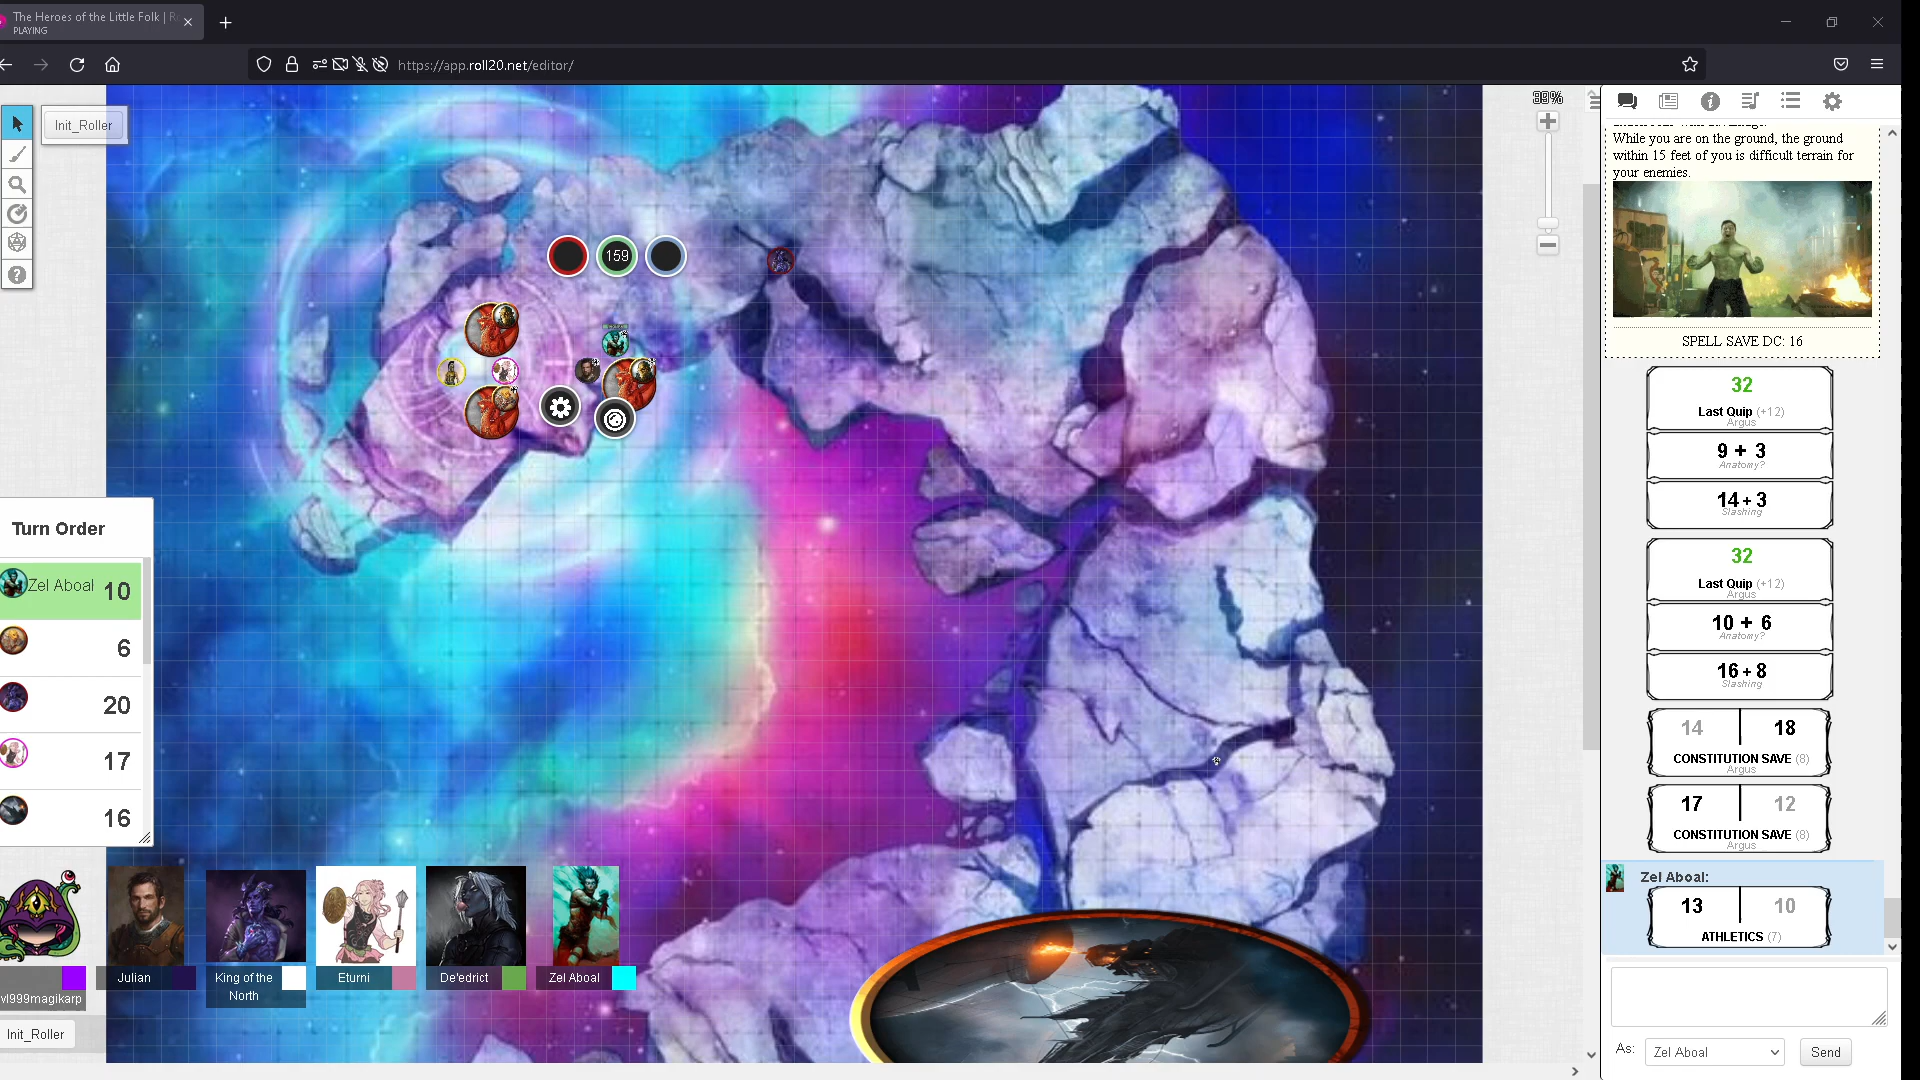 The Heroes of the Little Folk | R
PLAYING
https://app.roll20.net/editor/
Init_Roller
33%
159
Turn Order
Zel Aboal 10
6
20
17
16
vl999magikarp
Julian
King of the
North
Eturni
De'edrict
Zel Aboal
Init_Roller
While you are on the ground, the ground
within 15 feet of you is difficult terrain for
your enemies.
SPELL SAVE DC: 16
32
Last Quip (+12)
Argus
9 + 3
Anatomy?
14 + 3
Slashing
32
Last Quip (+12)
Argus
10 + 6
Anatomy?
16 + 8
Slashing
14 18
CONSTITUTION SAVE (8)
Argus
17 12
CONSTITUTION SAVE (8)
Argus
Zel Aboal:
13 10
ATHLETICS (7)
As: Zel Aboal Send